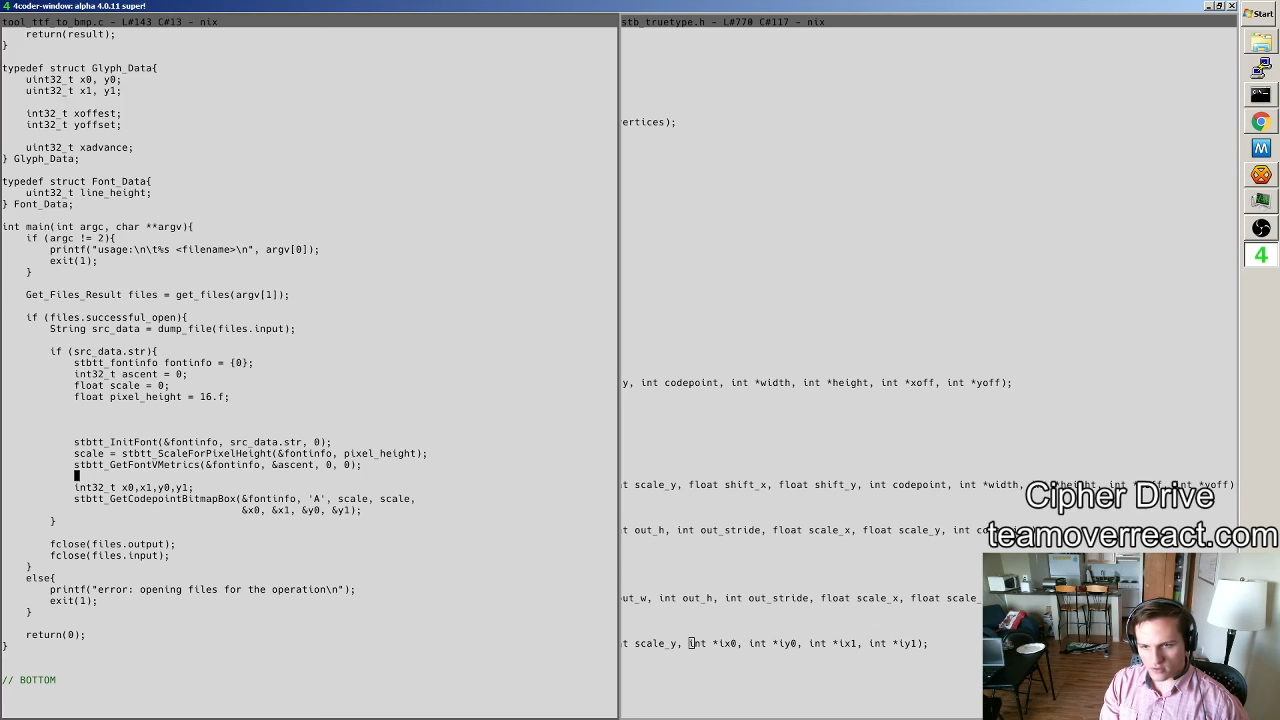 4coder-window: alpha 4.0.11 super!
Start
tool_ttf_to_bmp.c - L#143 C#13 - nix
    return(result);
}
typedef struct Glyph_Data{
    uint32_t x0, y0;
    uint32_t x1, y1;
    int32_t xoffest;
    int32_t yoffset;
    uint32_t xadvance;
} Glyph_Data;
typedef struct Font_Data{
    uint32_t line_height;
} Font_Data;
int main(int argc, char **argv){
    if (argc != 2){
        printf("usage:\n\t%s <filename>\n", argv[0]);
        exit(1);
    }
    Get_Files_Result files = get_files(argv[1]);
    if (files.successful_open){
        String src_data = dump_file(files.input);
        if (src_data.str){
            stbtt_fontinfo fontinfo = {0};
            int32_t ascent = 0;
            float scale = 0;
            float pixel_height = 16.f;
            stbtt_InitFont(&fontinfo, src_data.str, 0);
            scale = stbtt_ScaleForPixelHeight(&fontinfo, pixel_height);
            stbtt_GetFontVMetrics(&fontinfo, &ascent, 0, 0);
            int32_t x0,x1,y0,y1;
            stbtt_GetCodepointBitmapBox(&fontinfo, 'A', scale, scale,
                                        &x0, &x1, &y0, &y1);
        }
        fclose(files.output);
        fclose(files.input);
    }
    else{
        printf("error: opening files for the operation\n");
        exit(1);
    }
    return(0);
}
// BOTTOM
stb_truetype.h - L#770 C#117 - nix
vertices);
y, int codepoint, int *width, int *height, int *xoff, int *yoff);
t scale_y, float shift_x, float shift_y, int codepoint, int *width, int *height, int *xoff, int *yoff)
t out_h, int out_stride, float scale_x, float scale_y, int
out_w, int out_h, int out_stride, float scale_x, float scale_
t scale_y, int *ix0, int *iy0, int *ix1, int *iy1);
Cipher Drive
teamoverreact.com
4